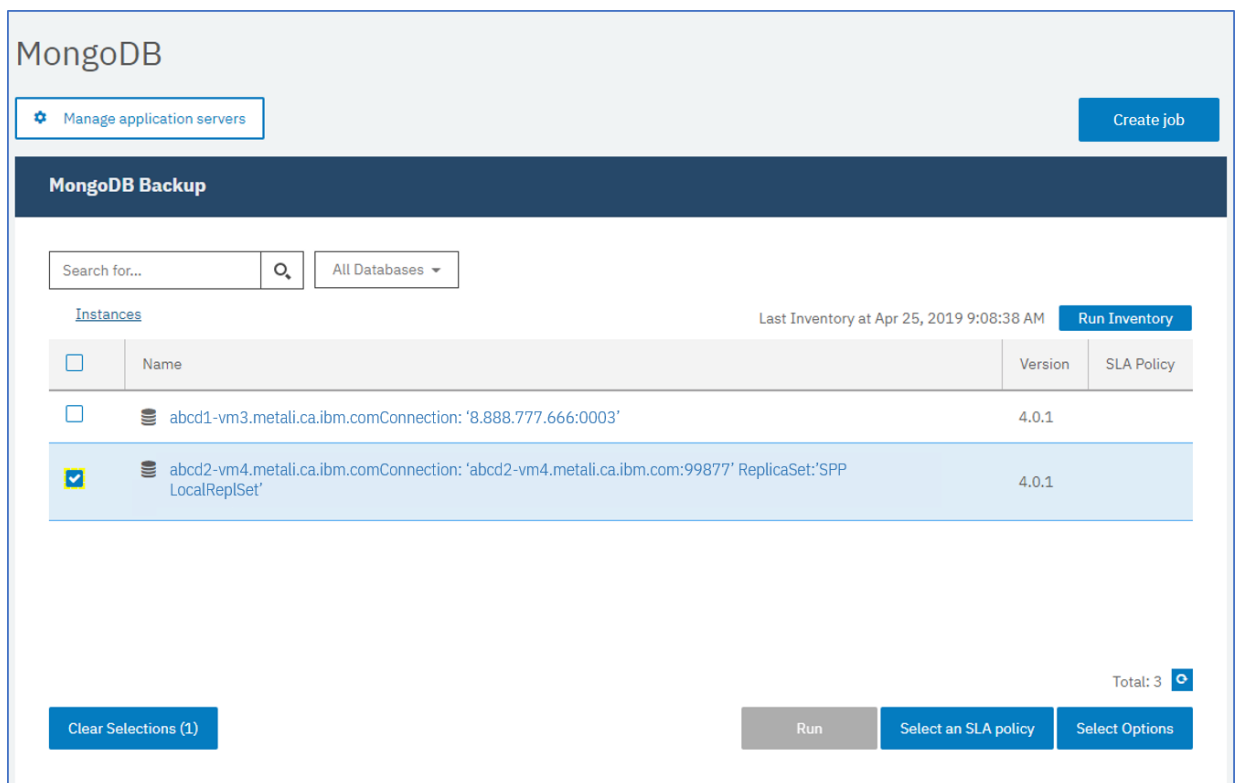 MongoDB
Manage application servers
Create job
MongoDB Backup
Search for...
All Databases
Instances
Last Inventory at Apr 25, 2019 9:08:38 AM
Run Inventory
Name
Version
SLA Policy
abcd1-vm3.metali.ca.ibm.comConnection: ‘8.888.777.666:0003’
4.0.1
abcd2-vm4.metali.ca.ibm.comConnection: ‘abcd2-vm4.metali.ca.ibm.com:99877’ ReplicaSet:’SPP
LocalReplSet’
4.0.1
Total: 3
Clear Selections (1)
Run
Select an SLA policy
Select Options